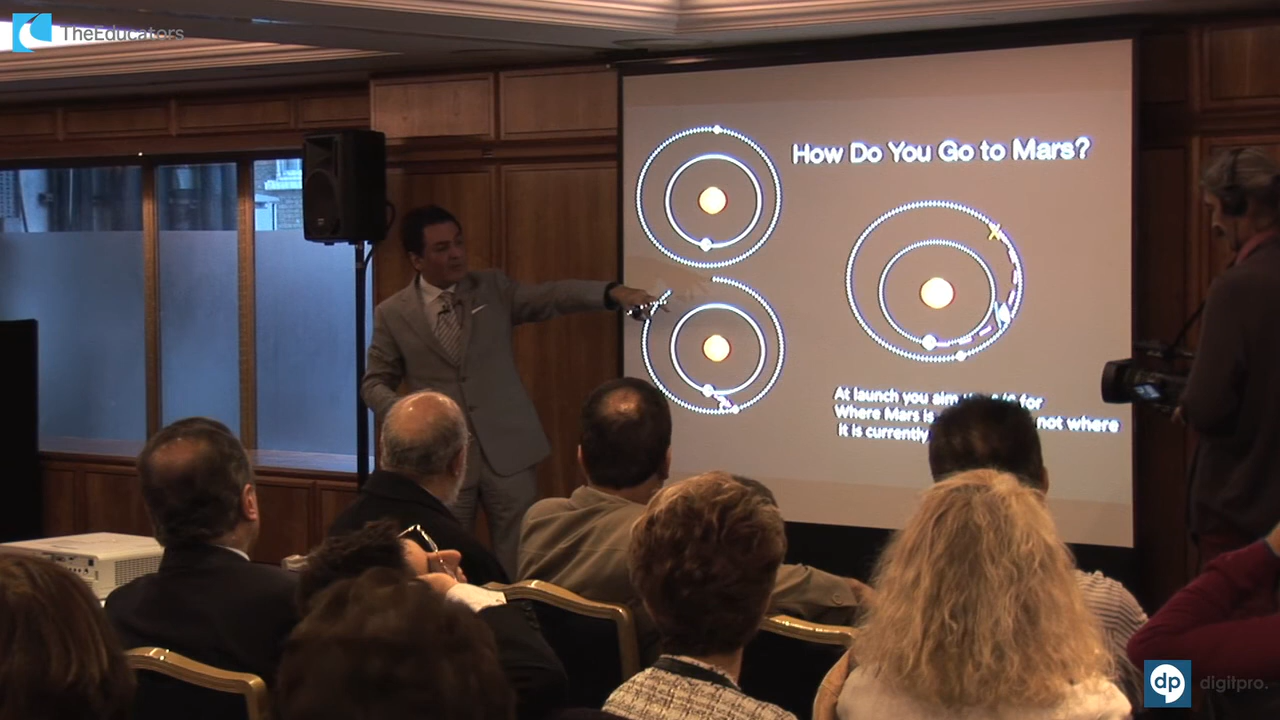 TheEducators
How Do You Go to Mars?
At launch you aim for
Where Mars is not where
it is currently
dp digitpro.